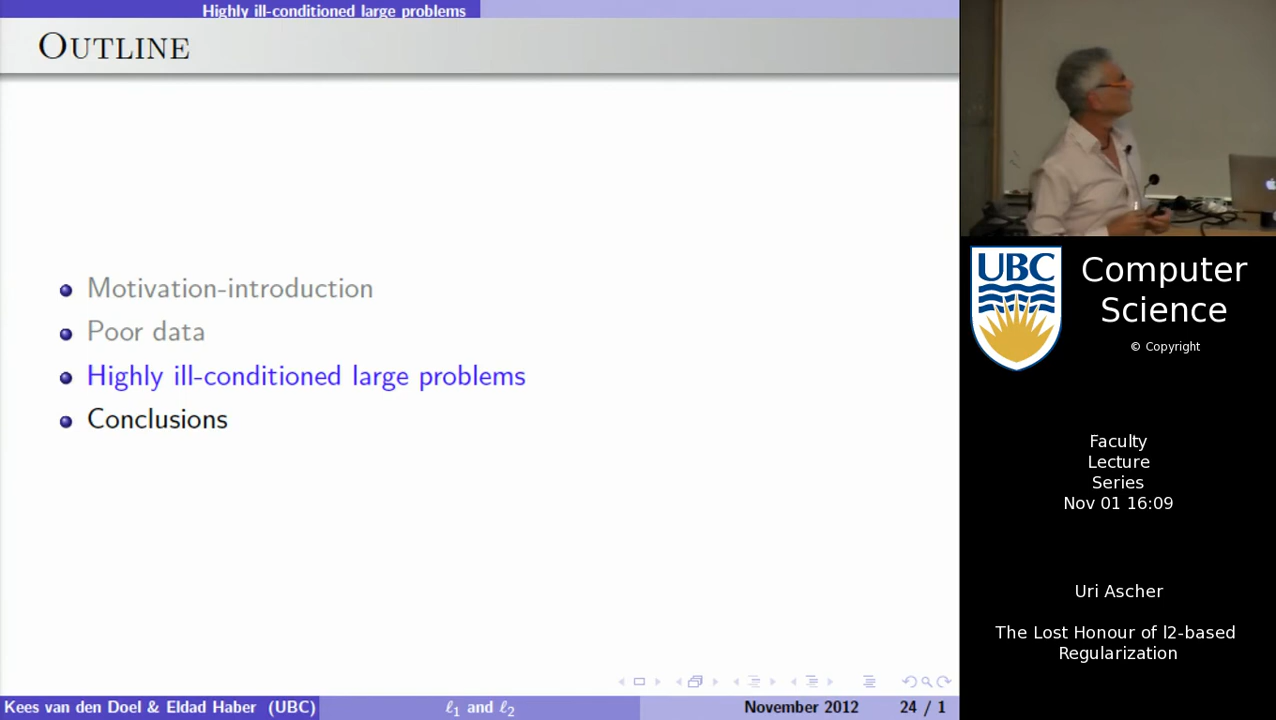 Highly ill-conditioned large problems
OUTLINE
Motivation-introduction
Poor data
Highly ill-conditioned large problems
Conclusions
Kees van den Doel & Eldad Haber (UBC)
ℓ1 and ℓ2
November 2012
24 / 1
UBC
Computer
Science
© Copyright
Faculty
Lecture
Series
Nov 01 16:09
Uri Ascher
The Lost Honour of l2-based
Regularization